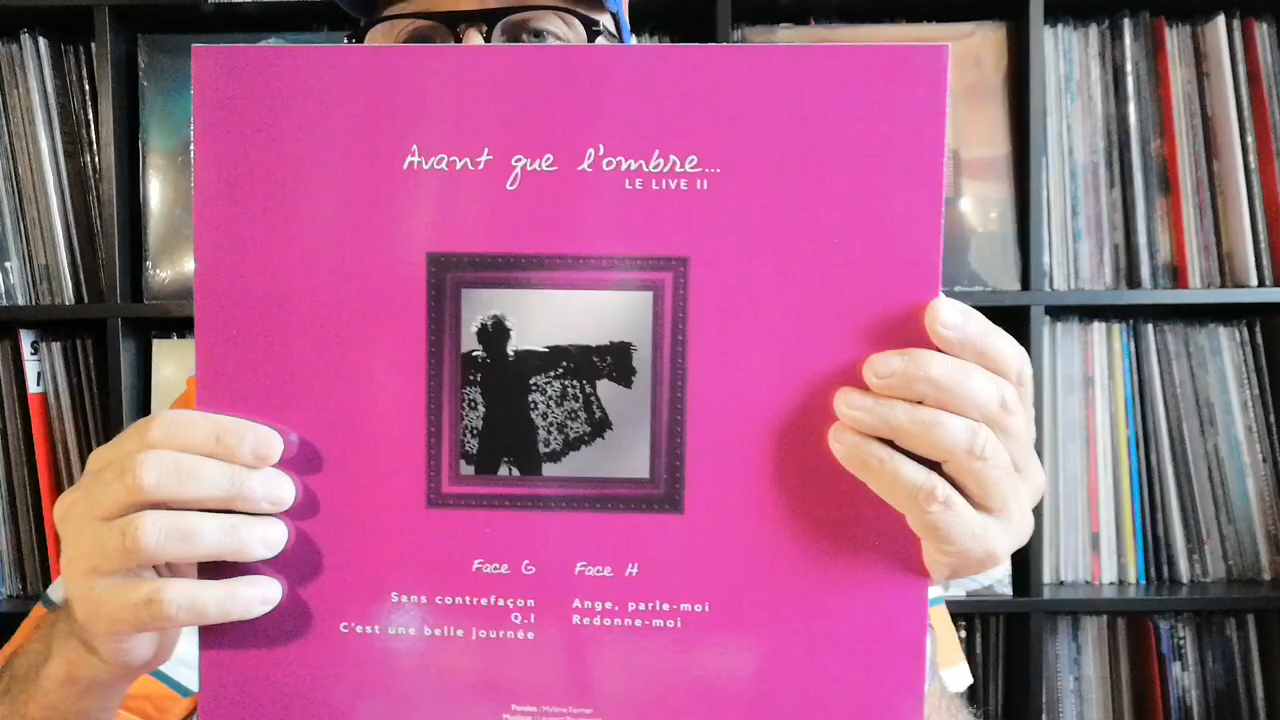 Avant que l'ombre...
LE LIVE II
Face G
Sans contrefaçon
Q.I
C'est une belle journée
Face H
Ange, parle-moi
Redonne-moi
Paroles : Mylène Farmer